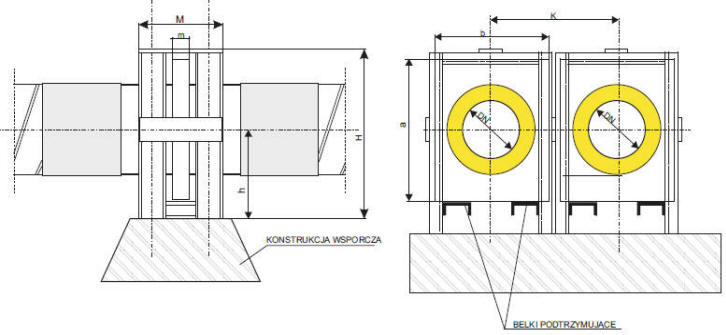 M
m
K
b
H
a
h
DN
DN
KONSTRUKCJA WSPORCZA
BELKI PODTRZYMUJĄCE